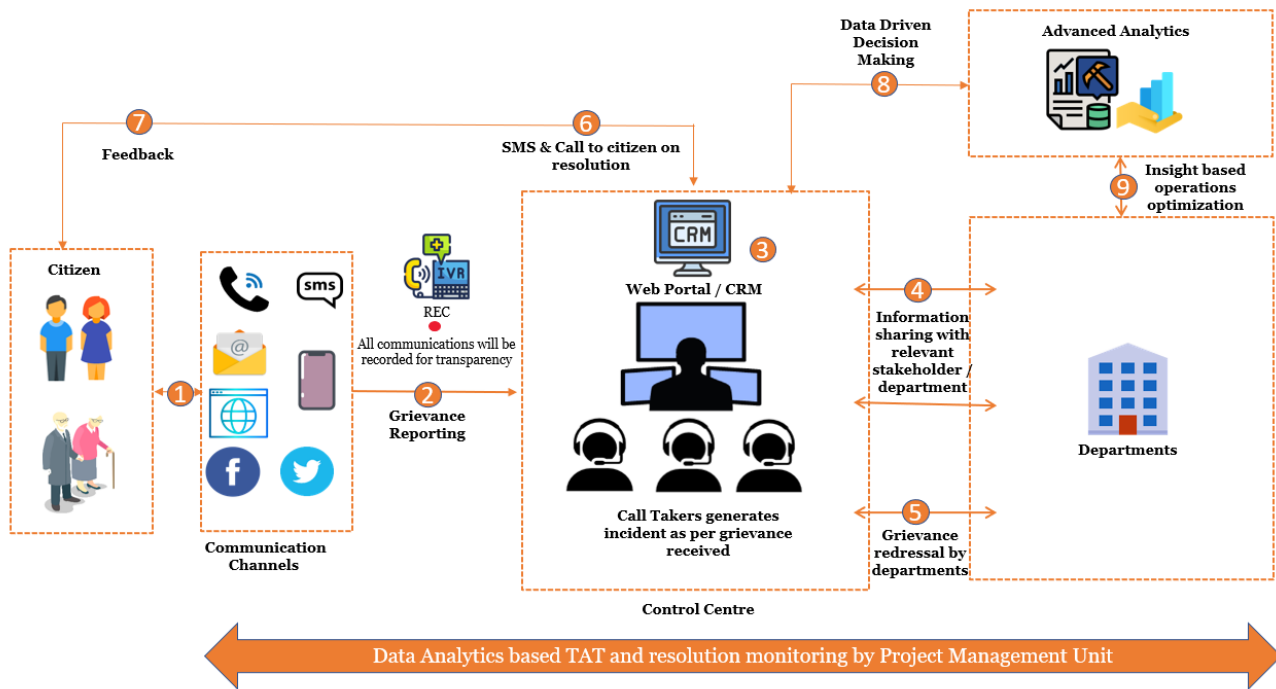 Data Driven
Decision
Making
8
Advanced Analytics
7
Feedback
6
SMS & Call to citizen on
resolution
9
Insight based
operations
optimization
Citizen
sms
@
1
Communication
Channels
IVR
REC
All communications will be
recorded for transparency
2
Grievance
Reporting
f
CRM
3
Web Portal / CRM
Call Takers generates
incident as per grievance
received
Control Centre
4
Information
sharing with
relevant
stakeholder /
department
5
Grievance
redressal by
departments
Departments
Data Analytics based TAT and resolution monitoring by Project Management Unit